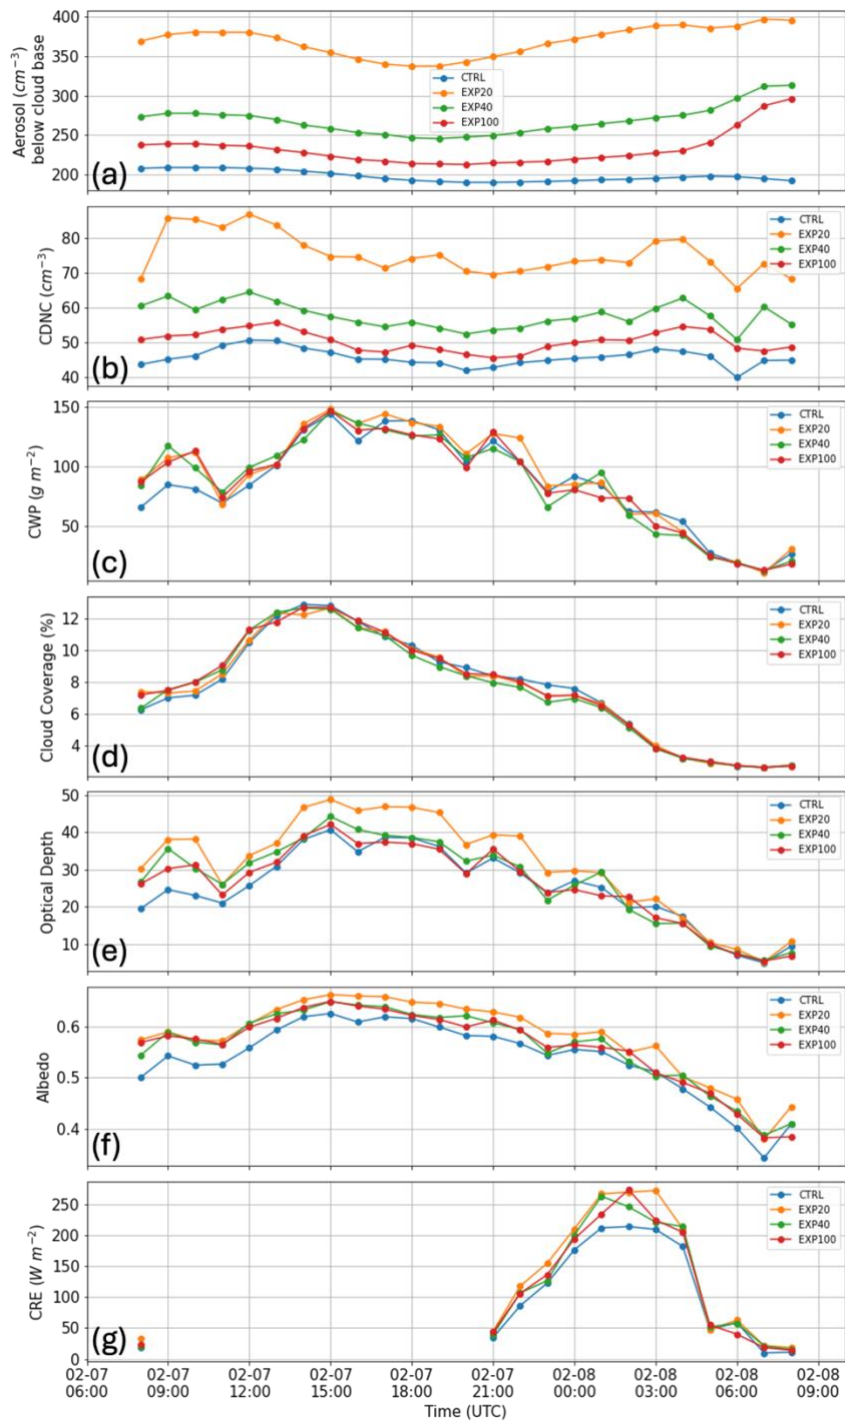 400
350
300
250
200
Aerosol (cm⁻³)
below cloud base
CTRL
EXP20
EXP40
EXP100
(a)
80
70
60
50
40
CDNC (cm⁻³)
CTRL
EXP20
EXP40
EXP100
(b)
150
100
50
CWP (g m⁻²)
CTRL
EXP20
EXP40
EXP100
(c)
12
10
8
6
4
Cloud Coverage (%)
CTRL
EXP20
EXP40
EXP100
(d)
50
40
30
20
10
Optical Depth
CTRL
EXP20
EXP40
EXP100
(e)
0.6
0.5
0.4
Albedo
CTRL
EXP20
EXP40
EXP100
(f)
250
200
150
100
50
0
CRE (W m⁻²)
CTRL
EXP20
EXP40
EXP100
(g)
02-07 02-07 02-07 02-07 02-07 02-07 02-08 02-08 02-08 02-08
06:00 09:00 12:00 15:00 18:00 21:00 00:00 03:00 06:00 09:00
Time (UTC)